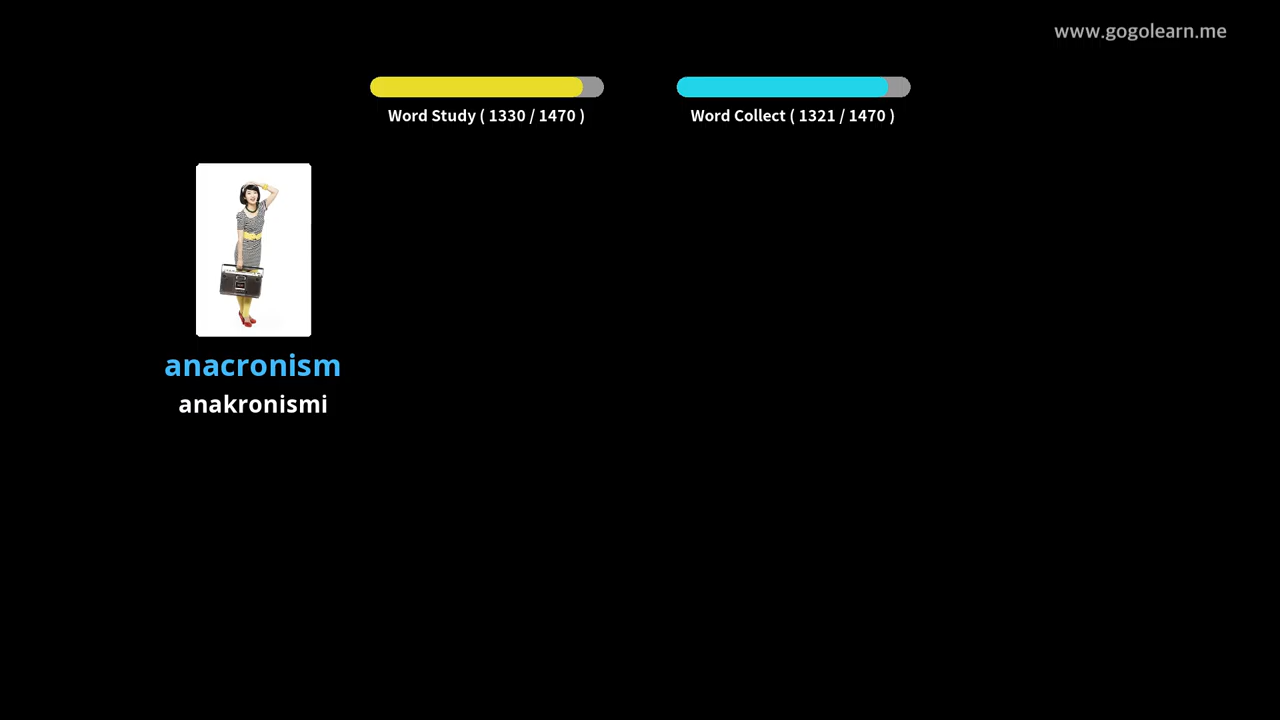 www.gogolearn.me
Word Study ( 1330 / 1470 )
Word Collect ( 1321 / 1470 )
anacronism
anakronismi